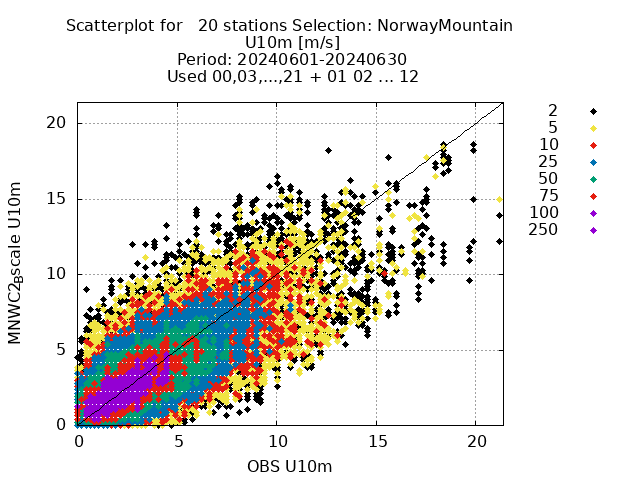 Scatterplot for   20 stations Selection: NorwayMountain
U10m [m/s]
Period: 20240601-20240630
Used 00,03,...,21 + 01 02 ... 12
2
5
10
25
50
75
100
250
20
15
10
5
0
0 5 10 15 20
MNWC2pscale U10m
OBS U10m